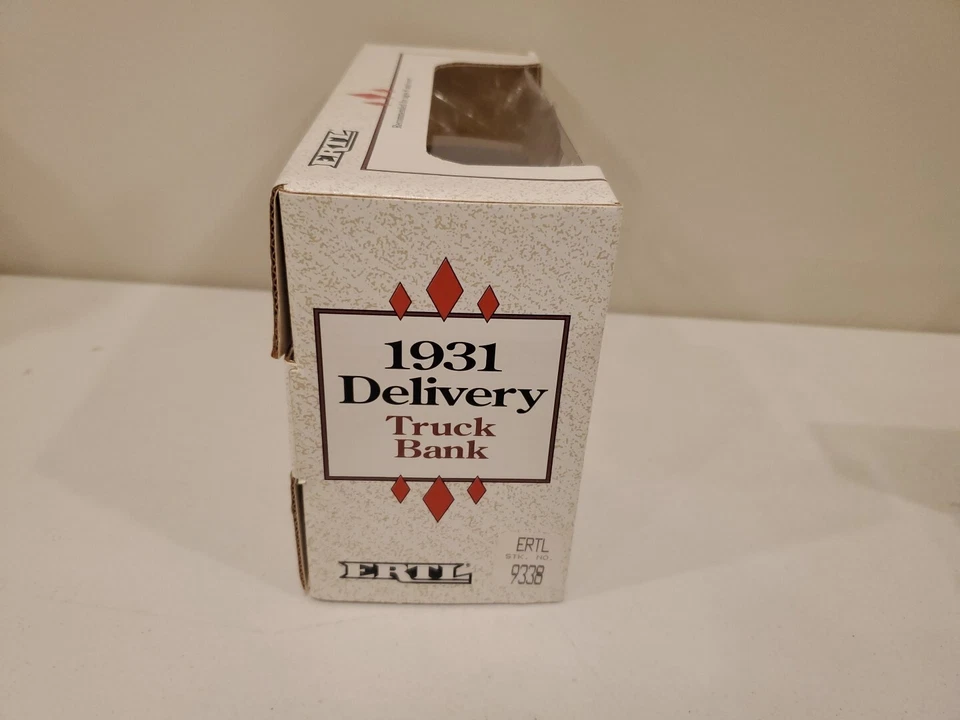 ERTL
1931
Delivery
Truck
Bank
ERTL
ERTL
STK. NO.
9338